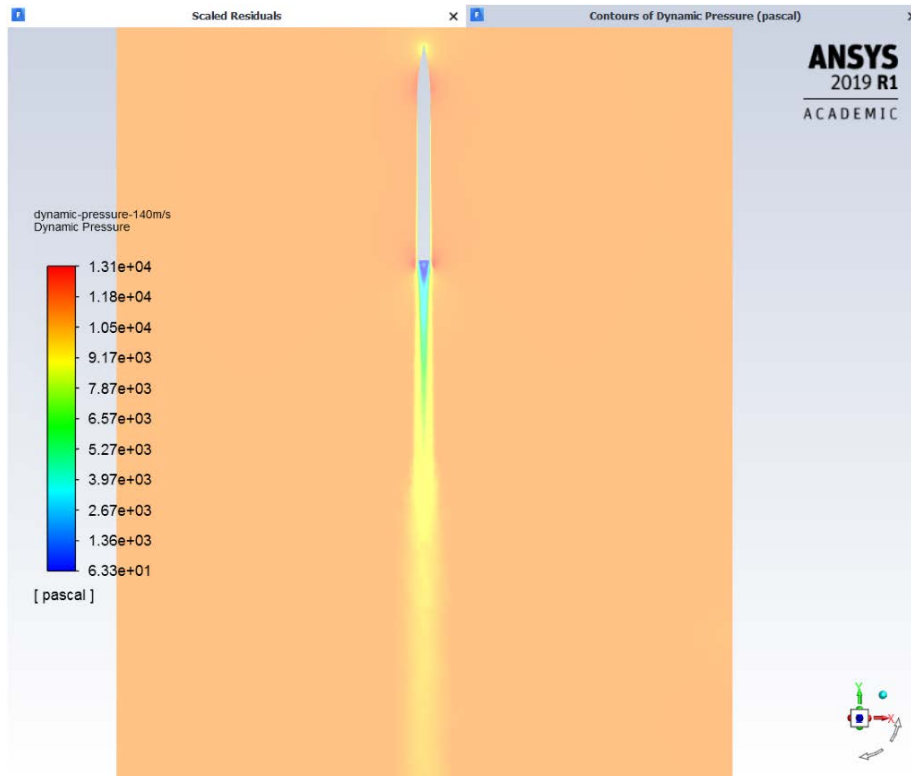 Scaled Residuals
Contours of Dynamic Pressure (pascal)
ANSYS
2019 R1
ACADEMIC
dynamic-pressure-140m/s
Dynamic Pressure
1.31e+04
1.18e+04
1.05e+04
9.17e+03
7.87e+03
6.57e+03
5.27e+03
3.97e+03
2.67e+03
1.36e+03
6.33e+01
[ pascal ]
Y
X